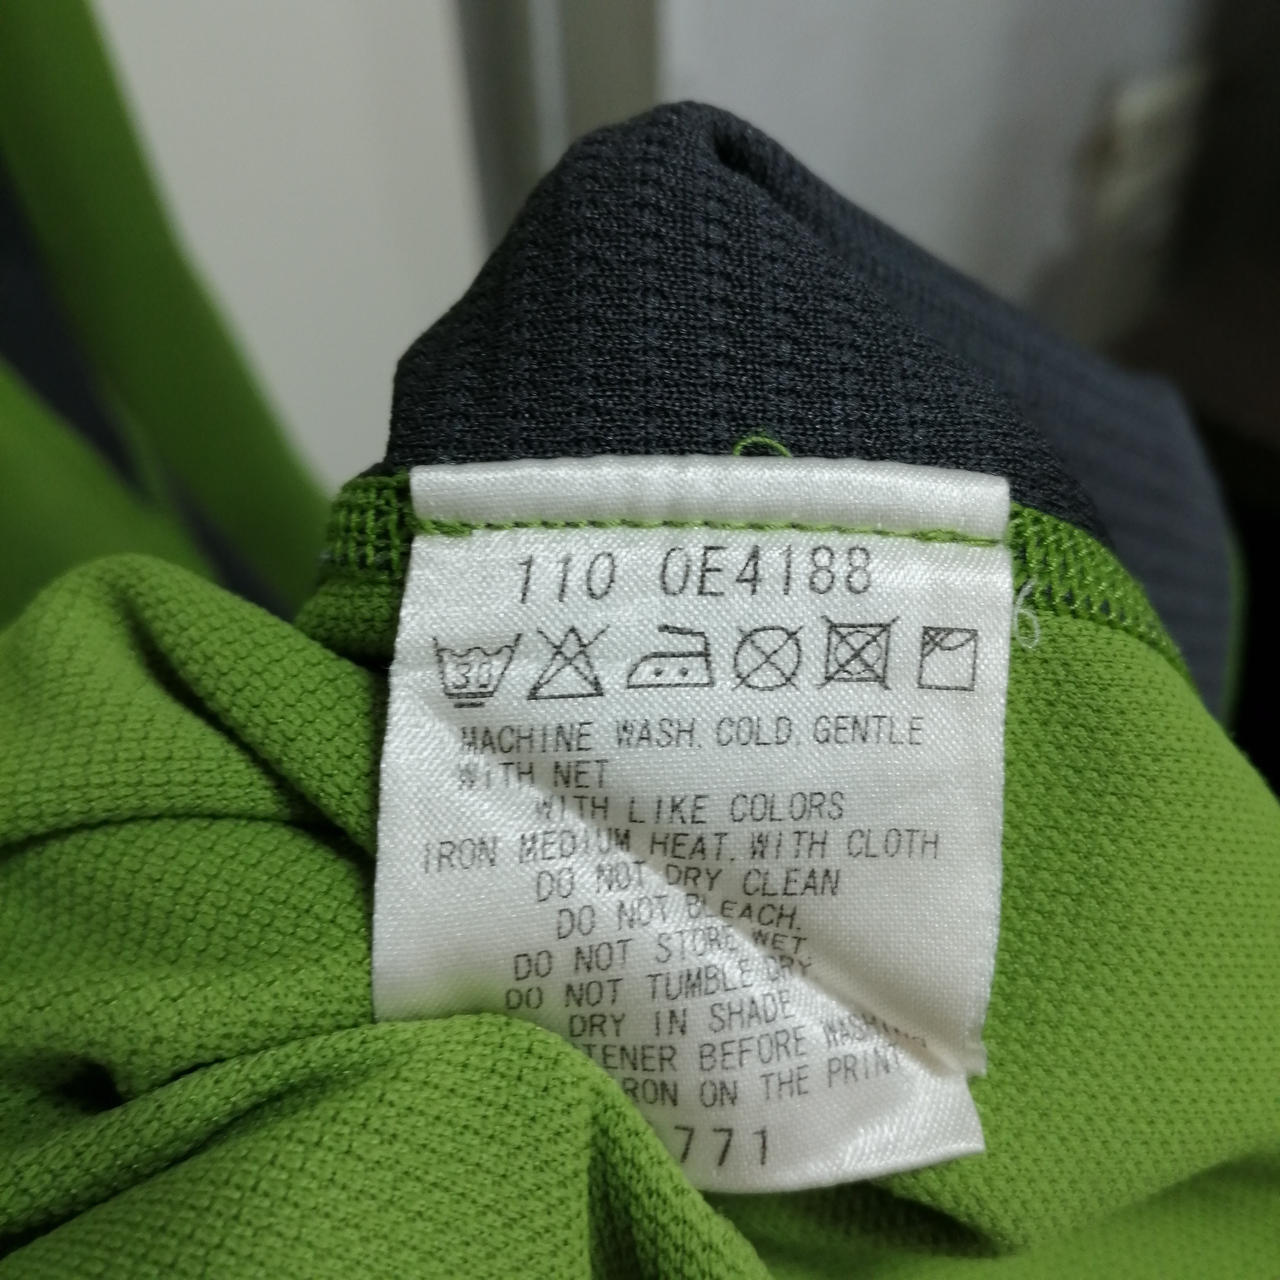 110 0E4188
30
MACHINE WASH. COLD. GENTLE
WITH NET
WITH LIKE COLORS
IRON MEDIUM HEAT. WITH CLOTH
DO NOT DRY CLEAN
DO NOT BLEACH.
DO NOT STORE WET
DO NOT TUMBLE DRY
DRY IN SHADE
TENER BEFORE WASHING
RON ON THE PRINT
771